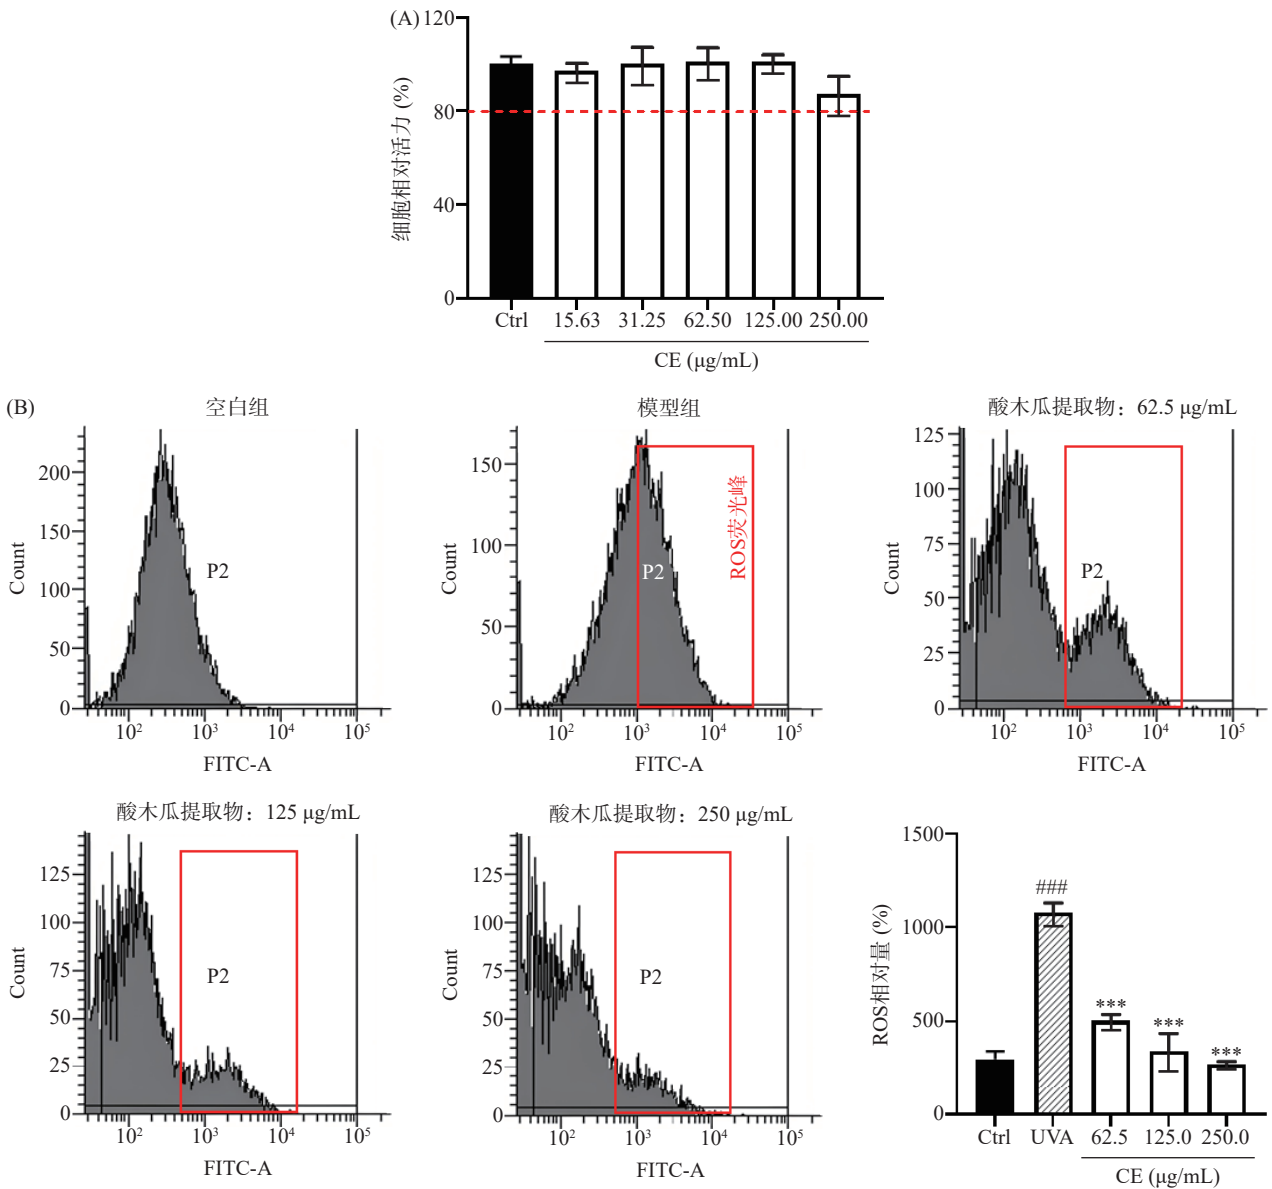 (A)
120
80
40
0
细胞相对活力 (%)
Ctrl 15.63 31.25 62.50 125.00 250.00
CE (μg/mL)
(B)
空白组
200
150
100
50
0
Count
P2
10² 10³ 10⁴ 10⁵
FITC-A
模型组
150
100
50
0
Count
P2
ROS荧光峰
10² 10³ 10⁴ 10⁵
FITC-A
酸木瓜提取物：62.5 μg/mL
125
100
75
50
25
0
Count
P2
10² 10³ 10⁴ 10⁵
FITC-A
酸木瓜提取物：125 μg/mL
125
100
75
50
25
0
Count
P2
10² 10³ 10⁴ 10⁵
FITC-A
酸木瓜提取物：250 μg/mL
125
100
75
50
25
0
Count
P2
10² 10³ 10⁴ 10⁵
FITC-A
1500
1000
500
0
ROS相对量 (%)
###
***
***
***
Ctrl UVA 62.5 125.0 250.0
CE (μg/mL)